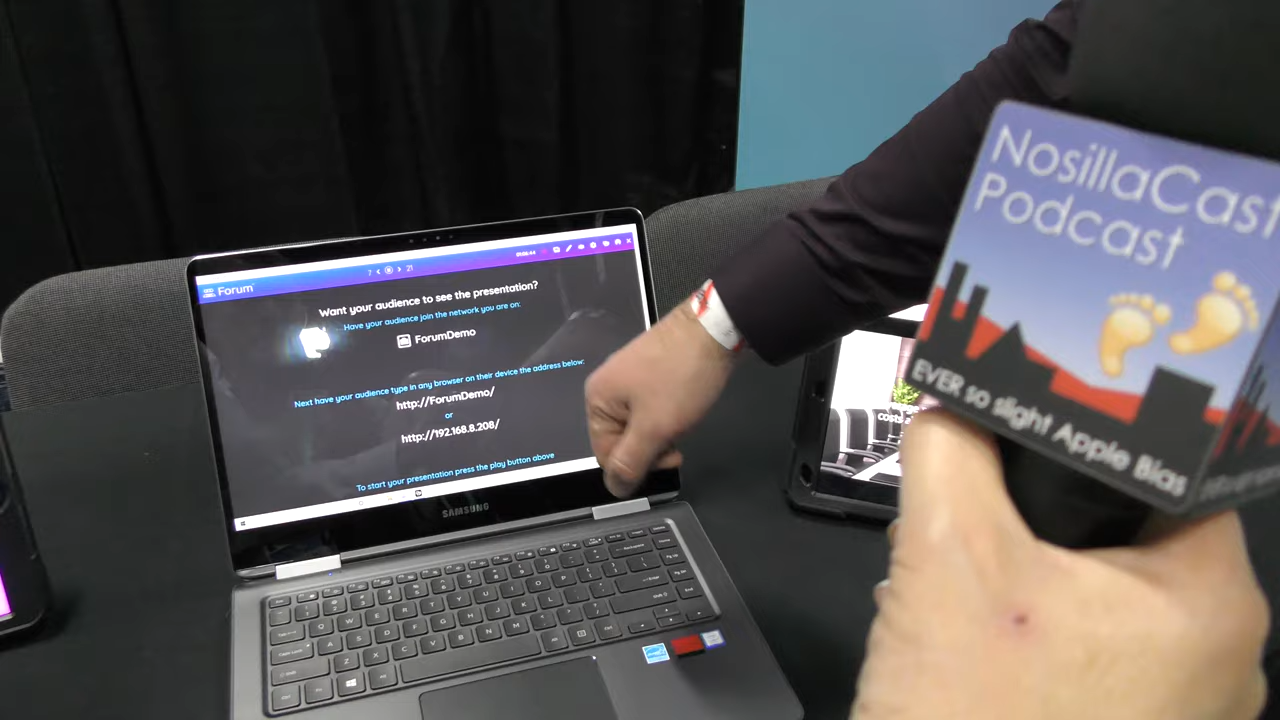 Forum
7
21
Want your audience to see the presentation?
Have your audience join the network you are on:
ForumDemo
Next have your audience type in any browser on their device the address below:
http://ForumDemo/
or
http://192.168.8.208/
To start your presentation press the play button above
SAMSUNG
NosillaCast
Podcast
EVER so slight Apple Bias
costs